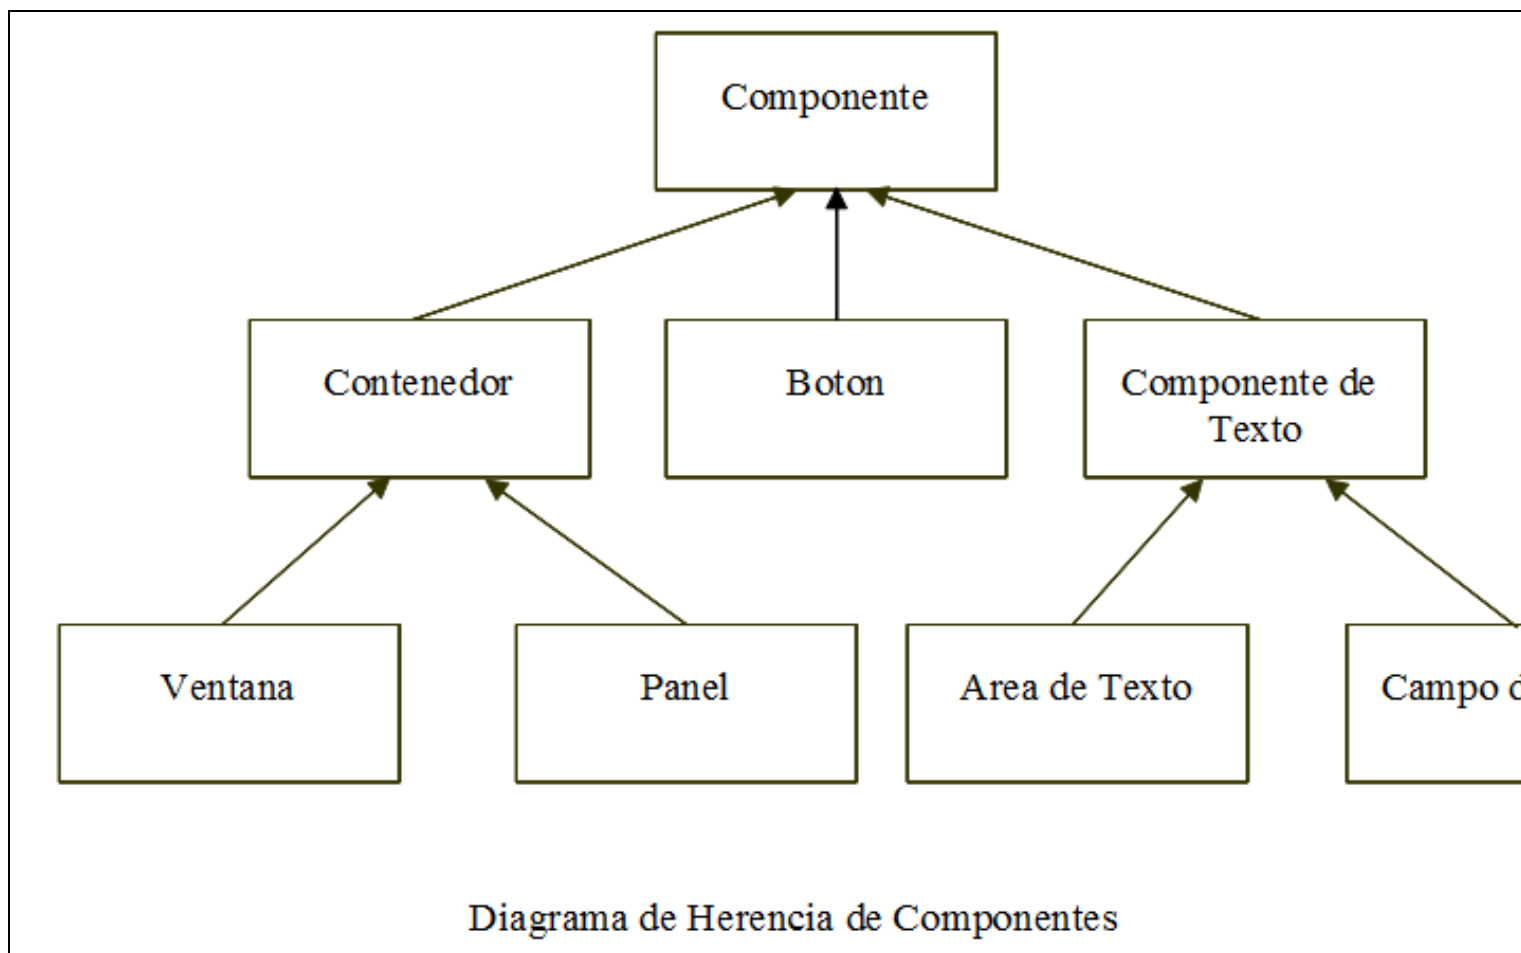 Componente
Contenedor
Boton
Componente de
Texto
Ventana
Panel
Area de Texto
Campo
Diagrama de Herencia de Componentes